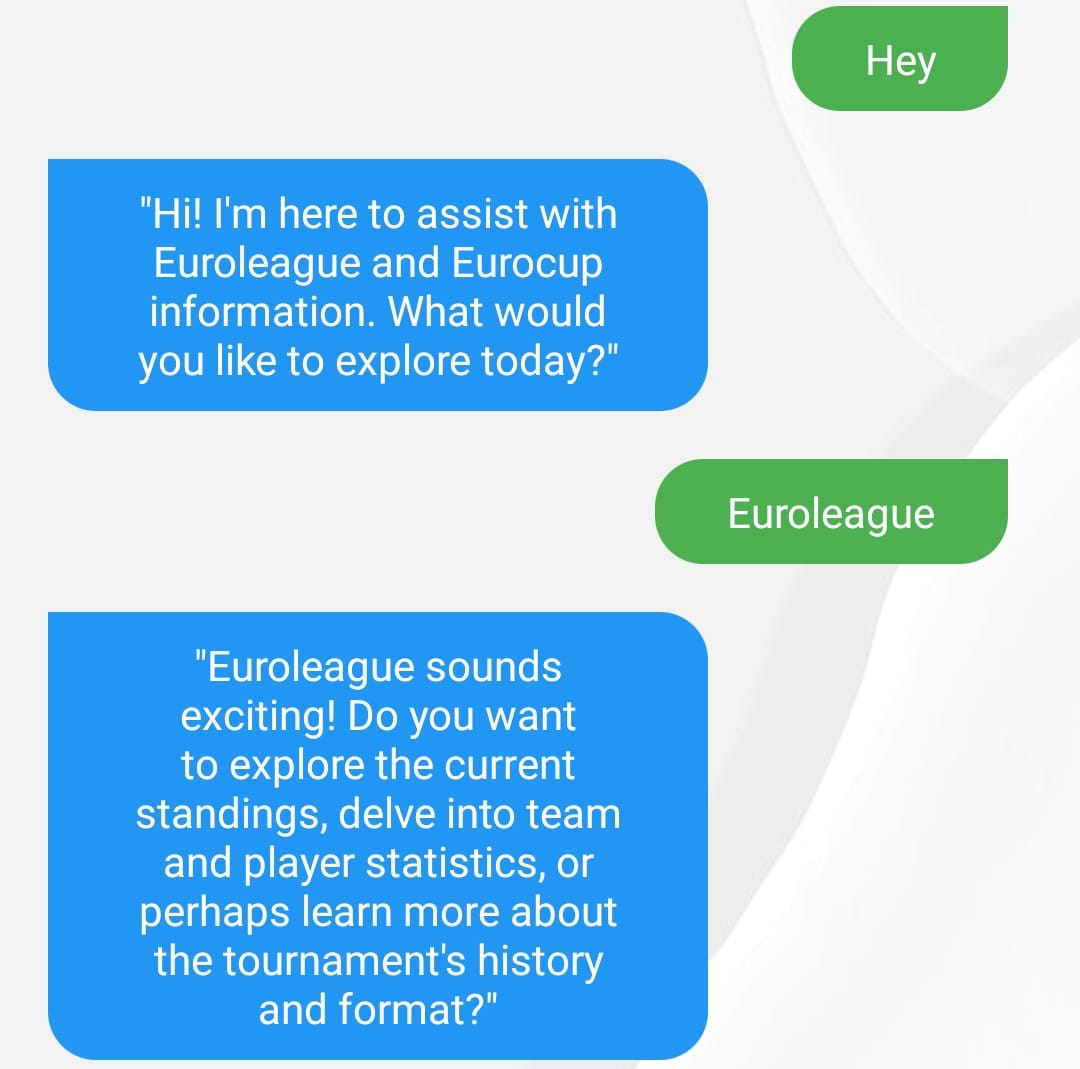 Hey
"Hi! I'm here to assist with
Euroleague and Eurocup
information. What would
you like to explore today?"
Euroleague
"Euroleague sounds
exciting! Do you want
to explore the current
standings, delve into team
and player statistics, or
perhaps learn more about
the tournament's history
and format?"